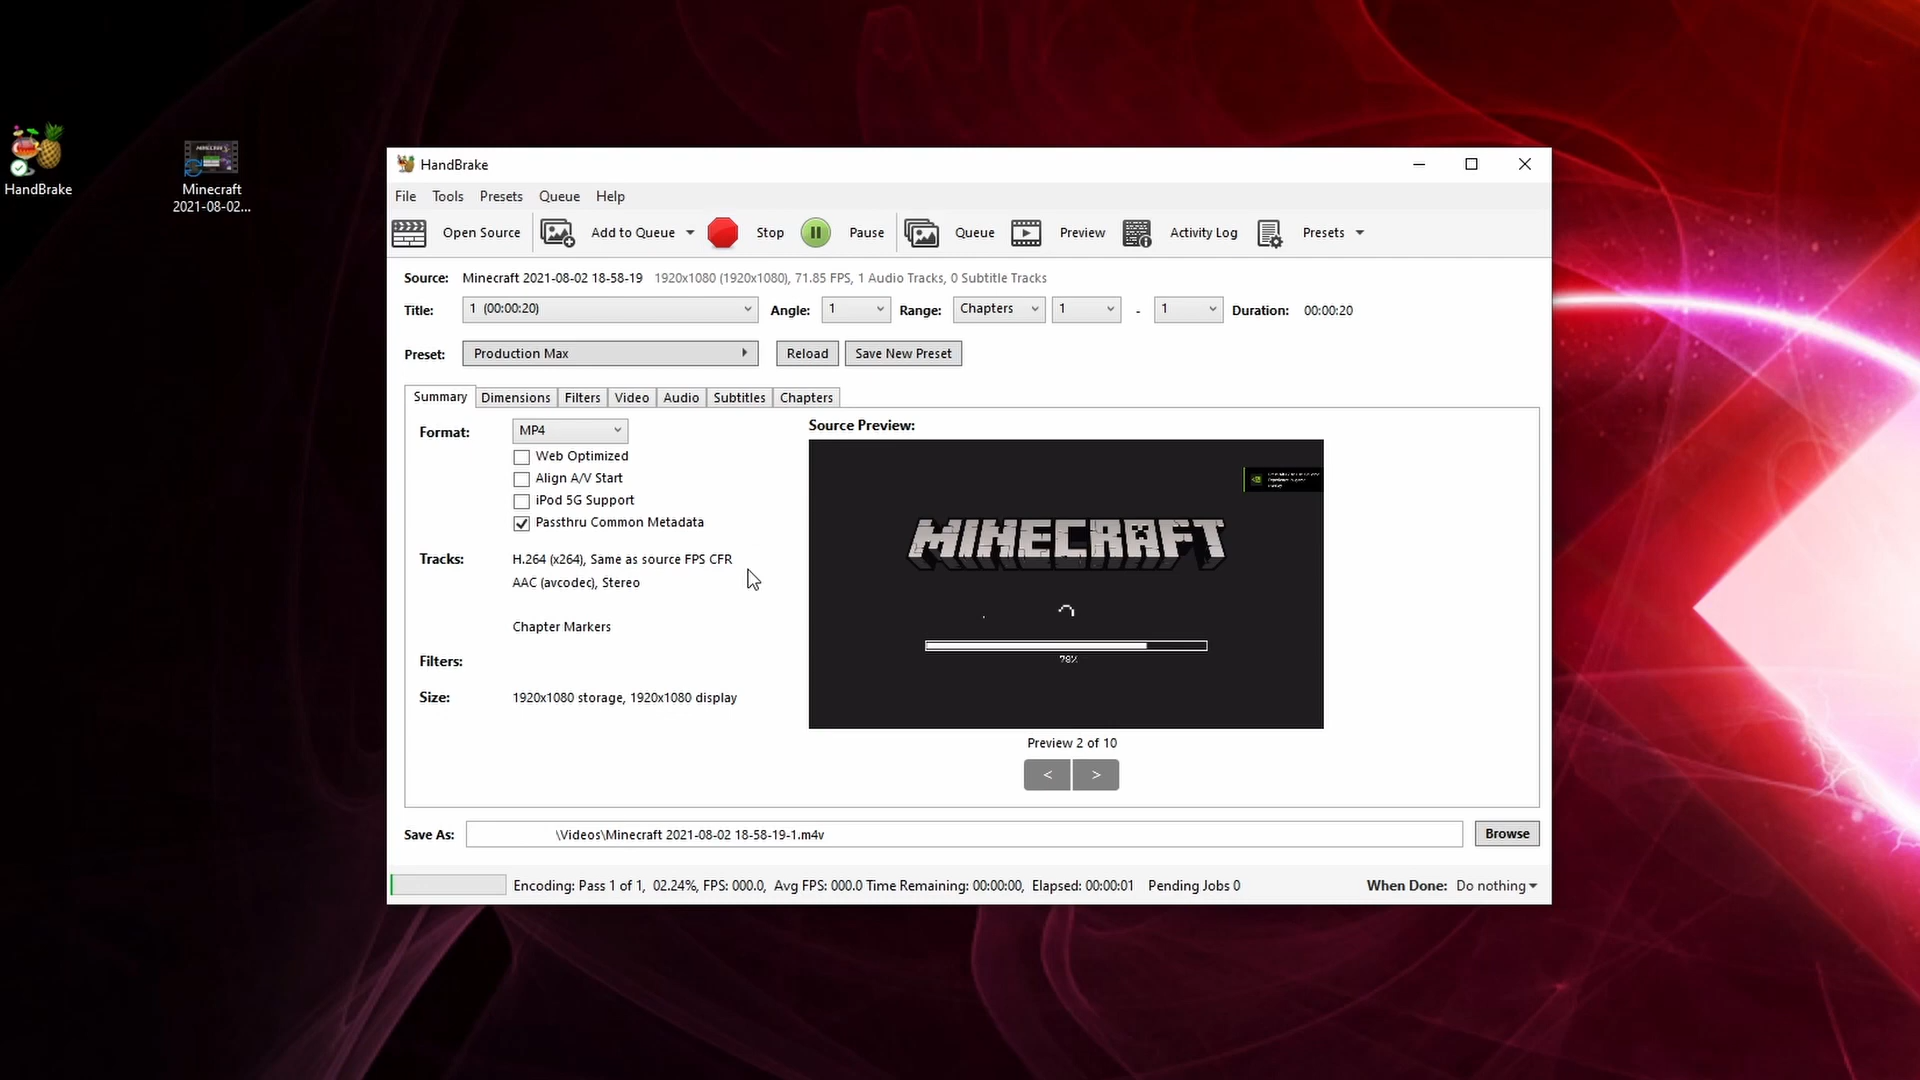 HandBrake
Minecraft
2021-08-02...
HandBrake
File Tools Presets Queue Help
Open Source Add to Queue Stop Pause Queue Preview Activity Log Presets
Source: Minecraft 2021-08-02 18-58-19 1920x1080 (1920x1080), 71.85 FPS, 1 Audio Tracks, 0 Subtitle Tracks
Title: 1 (00:00:20) Angle: 1 Range: Chapters 1 - 1 Duration: 00:00:20
Preset: Production Max Reload Save New Preset
Summary Dimensions Filters Video Audio Subtitles Chapters
Format: MP4
Web Optimized
Align A/V Start
iPod 5G Support
Passthru Common Metadata
Tracks: H.264 (x264), Same as source FPS CFR
AAC (avcodec), Stereo
Chapter Markers
Filters:
Size: 1920x1080 storage, 1920x1080 display
Source Preview:
MINECRAFT
78%
Preview 2 of 10
< >
Save As: \Videos\Minecraft 2021-08-02 18-58-19-1.m4v Browse
Encoding: Pass 1 of 1, 02.24%, FPS: 000.0, Avg FPS: 000.0 Time Remaining: 00:00:00, Elapsed: 00:00:01 Pending Jobs 0 When Done: Do nothing